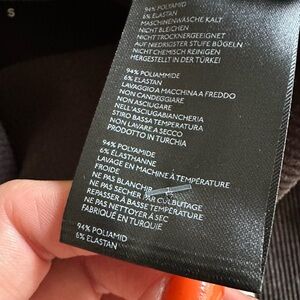 S
94% POLYAMID
6% ELASTAN
MASCHINENWÄSCHE KALT
NICHT BLEICHEN
NICHT TROCKNERGEEIGNET
AUF NIEDRIGSTER STUFE BÜGELN
NICHT CHEMISCH REINIGEN
HERGESTELLT IN DER TÜRKEI
94% POLIAMMIDE
6% ELASTAN
LAVAGGIO A MACCHINA A FREDDO
NON CANDEGGIARE
NON ASCIUGARE
NELL'ASCIUGABIANCHERIA
STIRO BASSA TEMPERATURA
NON LAVARE A SECCO
PRODOTTO IN TURCHIA
94% POLYAMIDE
6% ÉLASTHANNE
LAVAGE EN MACHINE À TEMPÉRATURE
FROIDE
NE PAS BLANCHIR
NE PAS SÉCHER PAR CULBUTAGE
REPASSER À BASSE TEMPÉRATURE
NE PAS NETTOYER À SEC
FABRIQUÉ EN TURQUIE
94% POLIAMID
6% ELASTAN